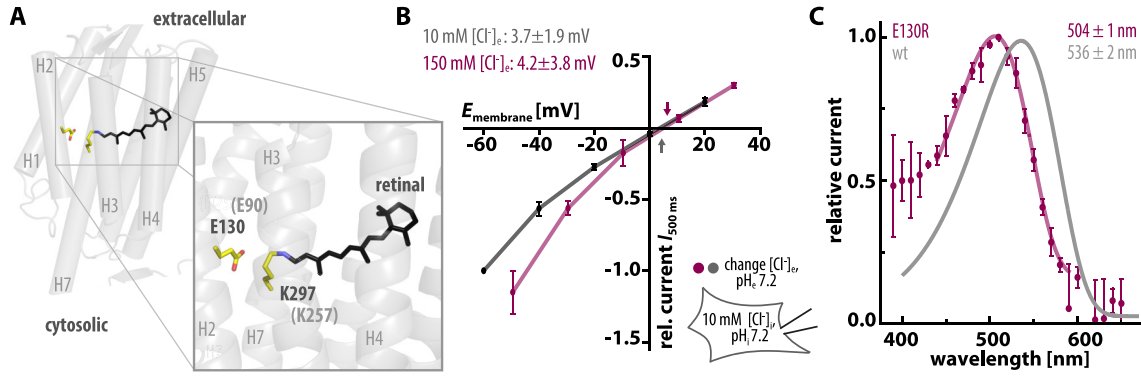 A
extracellular
H2
H5
H1
H3
H4
H7
cytosolic
H3
retinal
(E90)
E130
K297
(K257)
H2
H7
H4
B
10 mM [Cl⁻]ₑ: 3.7±1.9 mV
150 mM [Cl⁻]ₑ: 4.2±3.8 mV
0.5
E membrane [mV]
-60
-40
-20
0
20
40
-0.5
-1.0
-1.5
rel. current I 500 ms
change [Cl⁻]ₑ,
pHₑ 7.2
10 mM [Cl⁻]ᵢ,
pHᵢ 7.2
C
E130R
wt
504 ± 1 nm
536 ± 2 nm
1.0
0.5
0.0
relative current
400
500
600
wavelength [nm]